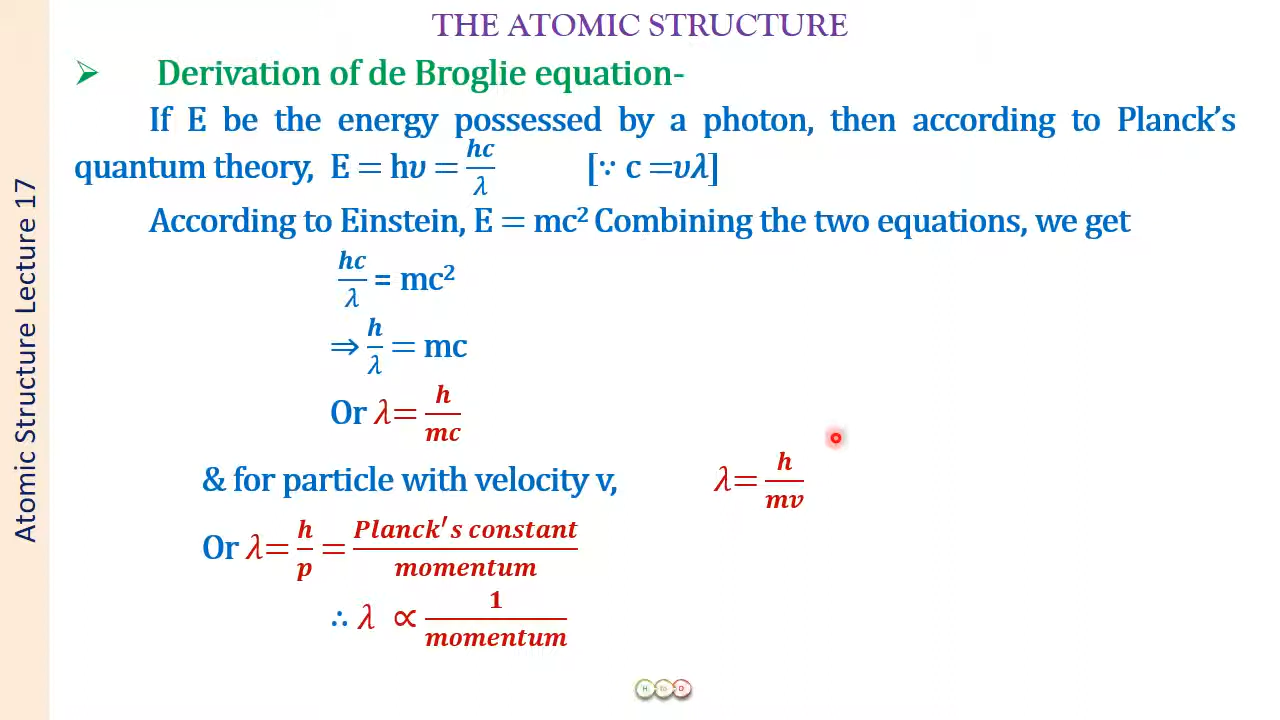 THE ATOMIC STRUCTURE
➢ Derivation of de Broglie equation-
If E be the energy possessed by a photon, then according to Planck's
quantum theory, E = hυ = hc/λ [∵ c =υλ]
According to Einstein, E = mc² Combining the two equations, we get
hc/λ = mc²
⇒ h/λ = mc
Or λ= h/mc
& for particle with velocity v, λ= h/mv
Or λ= h/p = Planck's constant/momentum
∴ λ ∝ 1/momentum
Atomic Structure Lecture 17
H to D